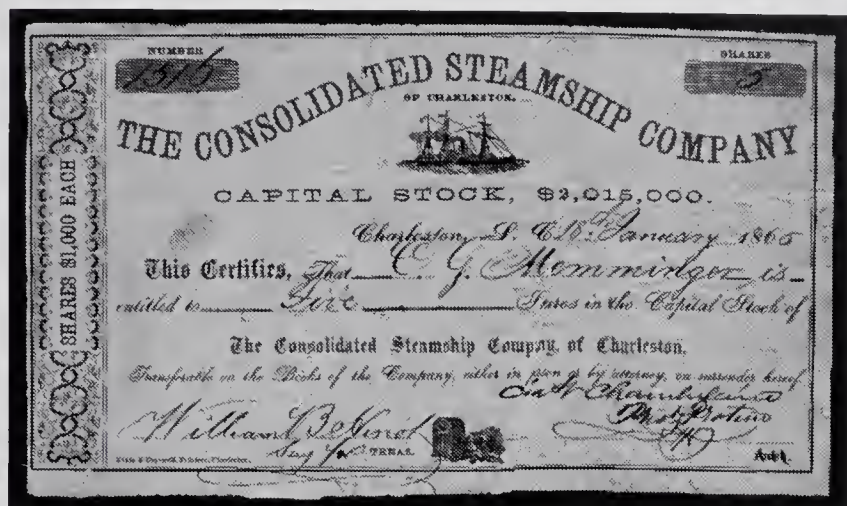 NUMBER
1516
SHARES
5
THE CONSOLIDATED STEAMSHIP COMPANY
OF CHARLESTON.
CAPITAL STOCK, $2,015,000.
SHARES $1,000 EACH
Charleston, S. C. 18th January 1865
This Certifies, That C G Memminger is
entitled to Five Shares in the Capital Stock of
The Consolidated Steamship Company, of Charleston,
Transferable on the Books of the Company, either in person or by attorney, on surrender hereof
William
TREAS.